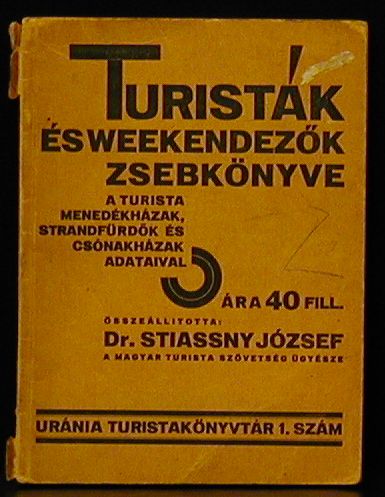 TURISTÁK
ÉS WEEKENDEZŐK
ZSEBKÖNYVE
A TURISTA
MENEDÉKHÁZAK,
STRANDFÜRDŐK ÉS
CSÓNAKHÁZAK
ADATAIVAL
ÁRA 40 FILL.
ÖSSZEÁLLITOTTA:
Dr. STIASSNY JÓZSEF
A MAGYAR TURISTA SZÖVETSÉG ÜGYÉSZE
URÁNIA TURISTAKÖNYVTÁR 1. SZÁM